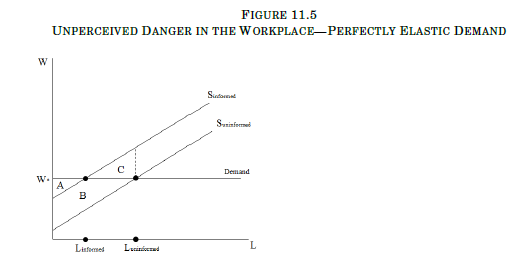 FIGURE 11.5
UNPERCEIVED DANGER IN THE WORKPLACE—PERFECTLY ELASTIC DEMAND
W
Sinformed
Suninformed
C
Demand
W*
A
B
Linformed
Luninformed
L